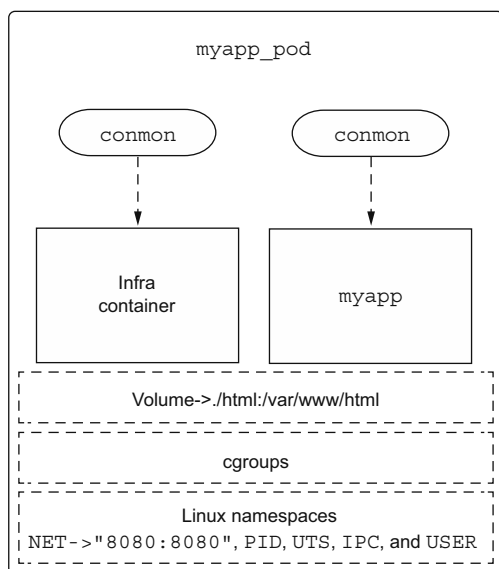 myapp_pod
conmon
conmon
Infra
container
myapp
Volume->./html:/var/www/html
cgroups
Linux namespaces
NET->"8080:8080", PID, UTS, IPC, and USER